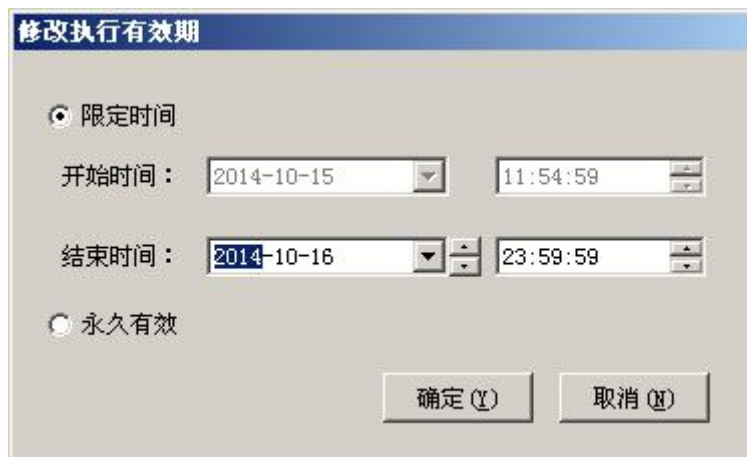 修改执行有效期
限定时间
开始时间： 2014-10-15 11:54:59
结束时间： 2014-10-16 23:59:59
永久有效
确定(Y) 取消(N)